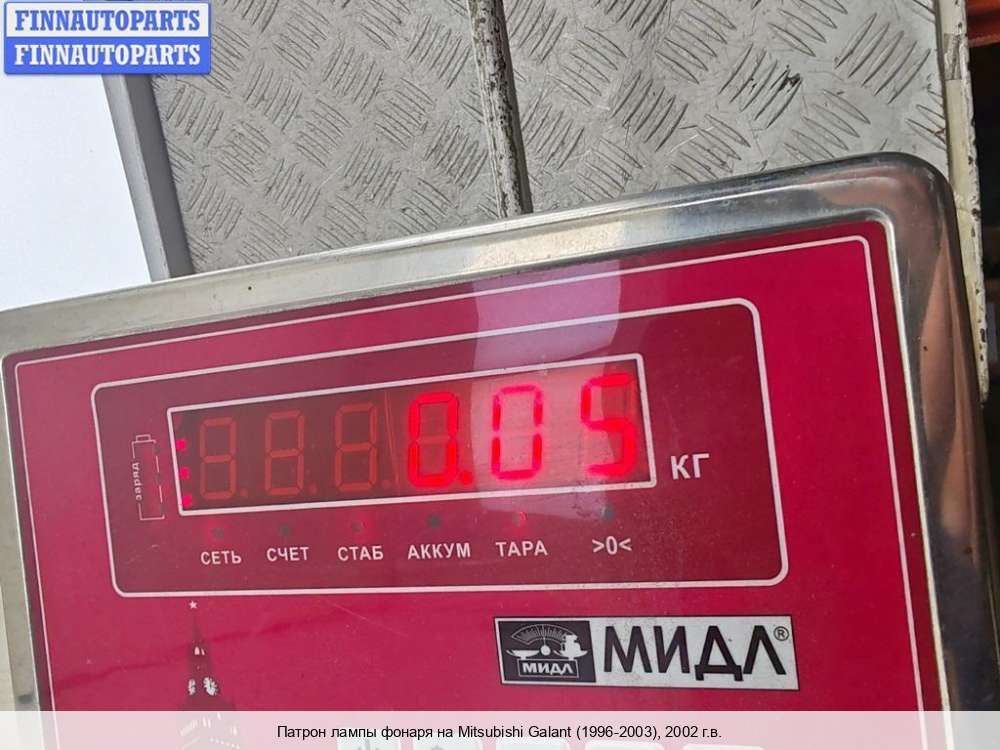 FINNAUTOPARTS
FINNAUTOPARTS
заряд
0.05
КГ
СЕТЬ СЧЕТ СТАБ АККУМ ТАРА >0<
МИДЛ МИДЛ®
Патрон лампы фонаря на Mitsubishi Galant (1996-2003), 2002 г.в.